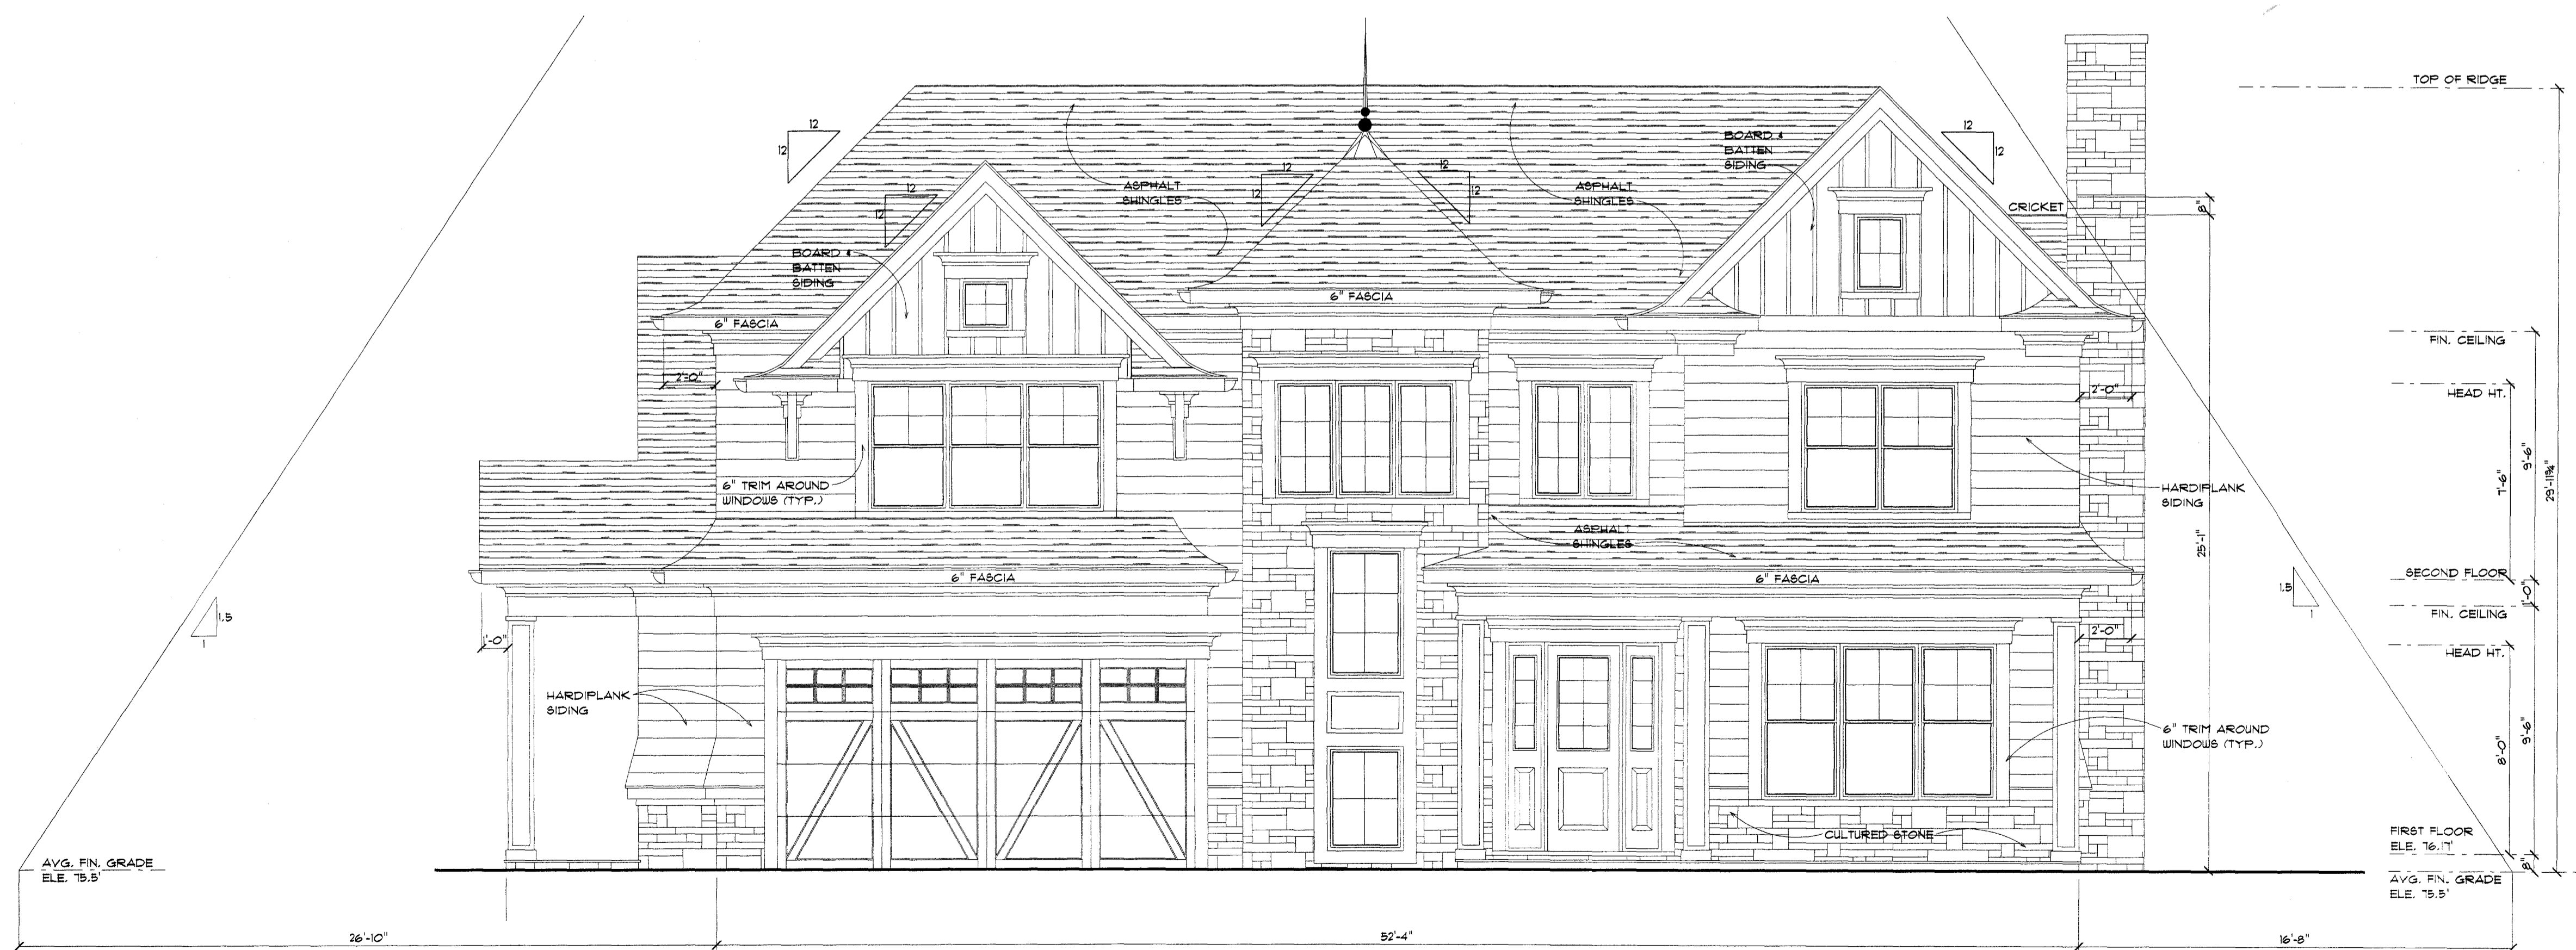 TOP OF RIDGE
12
12
12
12
BOARD &
BATTEN
SIDING
12
12
12
12
12
12
ASPHALT
SHINGLES
ASPHALT
SHINGLES
CRICKET
8"
BOARD &
BATTEN
SIDING
6" FASCIA
6" FASCIA
FIN. CEILING
2'-0"
2'-0"
HEAD HT.
6" TRIM AROUND
WINDOWS (TYP.)
HARDIPLANK
SIDING
7'-6"
9'-6"
29'-11¾"
ASPHALT
SHINGLES
25'-1"
6" FASCIA
6" FASCIA
SECOND FLOOR
1'-0"
1.5
1
1.5
1
FIN. CEILING
1'-0"
2'-0"
HEAD HT.
HARDIPLANK
SIDING
6" TRIM AROUND
WINDOWS (TYP.)
8'-0"
9'-6"
CULTURED STONE
FIRST FLOOR
ELE. 76.17'
8"
AVG. FIN. GRADE
ELE. 75.5'
AVG. FIN. GRADE
ELE. 75.5'
26'-10"
52'-4"
16'-8"